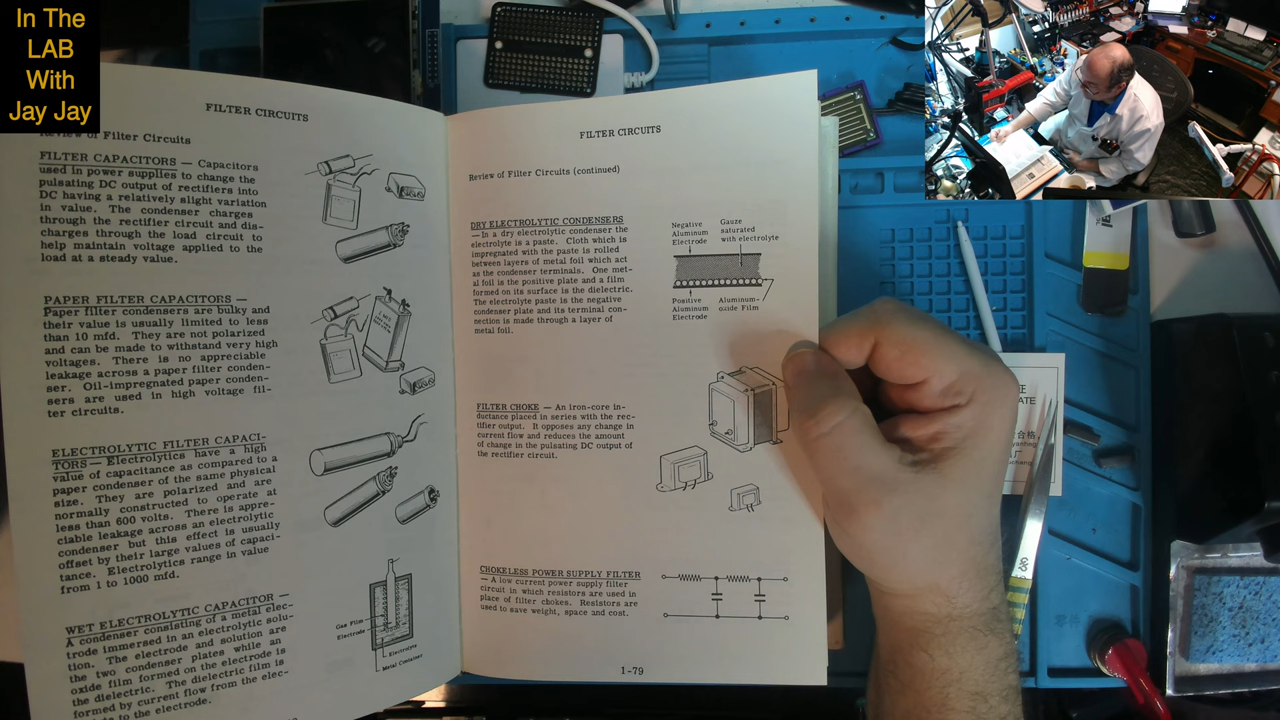 In The
LAB
With
Jay Jay
FILTER CIRCUITS
Review of Filter Circuits
FILTER CAPACITORS — Capacitors
used in power supplies to change the
pulsating DC output of rectifiers into
DC having a relatively slight variation
in value. The condenser charges
through the rectifier circuit and dis-
charges through the load circuit to
help maintain voltage applied to the
load at a steady value.
PAPER FILTER CAPACITORS —
Paper filter condensers are bulky and
their value is usually limited to less
than 10 mfd. They are not polarized
and can be made to withstand very high
voltages. There is no appreciable
leakage across a paper filter conden-
ser. Oil-impregnated paper conden-
sers are used in high voltage fil-
ter circuits.
ELECTROLYTIC FILTER CAPACI-
TORS — Electrolytics have a high
value of capacitance as compared to a
paper condenser of the same physical
size. They are polarized and are
normally constructed to operate at
less than 600 volts. There is appre-
ciable leakage across an electrolytic
condenser but this effect is usually
offset by their large values of capaci-
tance. Electrolytics range in value
from 1 to 1000 mfd.
WET ELECTROLYTIC CAPACITOR —
A condenser consisting of a metal elec-
trode immersed in an electrolytic solu-
tion. The electrode and solution are
the two condenser plates while an
oxide film formed on the electrode is
the dielectric. The dielectric film is
formed by current flow from the elec-
to the electrode.
Gas Film
Electrode
Electrolyte
Metal Container
FILTER CIRCUITS
Review of Filter Circuits (continued)
DRY ELECTROLYTIC CONDENSERS
— In a dry electrolytic condenser the
electrolyte is a paste. Cloth which is
impregnated with the paste is rolled
between layers of metal foil which act
as the condenser terminals. One met-
al foil is the positive plate and a film
formed on its surface is the dielectric.
The electrolyte paste is the negative
condenser plate and its terminal con-
nection is made through a layer of
metal foil.
Negative
Aluminum
Electrode
Gauze
saturated
with electrolyte
Positive
Aluminum
Electrode
Aluminum-
oxide Film
FILTER CHOKE — An iron-core in-
ductance placed in series with the rec-
tifier output. It opposes any change in
current flow and reduces the amount
of change in the pulsating DC output of
the rectifier circuit.
CHOKELESS POWER SUPPLY FILTER
— A low current power supply filter
circuit in which resistors are used in
place of filter chokes. Resistors are
used to save weight, space and cost.
1-79